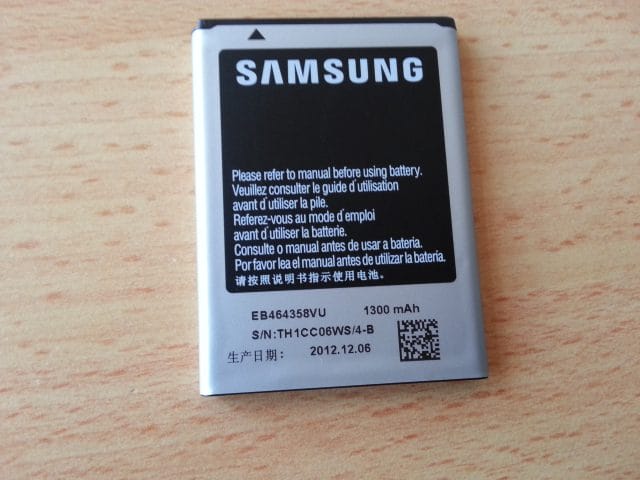 SAMSUNG
Please refer to manual before using battery.
Veuillez consulter le guide d'utilisation
avant d'utiliser la pile.
Referez-vous au mode d'emploi
avant d'utiliser la batterie.
Consulte o manual antes de usar a bateria.
Por favor lea el manual antes de utilizar la bateria.
请按照说明书指示使用电池。
EB464358VU 1300 mAh
S/N:TH1CC06WS/4-B
生产日期: 2012.12.06